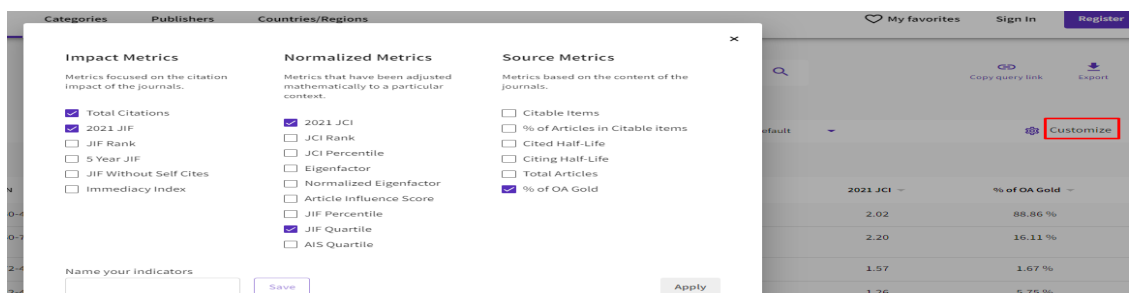 Categories Publishers Countries/Regions My favorites Sign In Register
×
Impact Metrics
Metrics focused on the citation
impact of the journals.
Total Citations
2021 JIF
JIF Rank
5 Year JIF
JIF Without Self Cites
Immediacy Index
Name your indicators
Save
Normalized Metrics
Metrics that have been adjusted
mathematically to a particular
context.
2021 JCI
JCI Rank
JCI Percentile
Eigenfactor
Normalized Eigenfactor
Article Influence Score
JIF Percentile
JIF Quartile
AIS Quartile
Source Metrics
Metrics based on the content of the
journals.
Citable Items
% of Articles in Citable items
Cited Half-Life
Citing Half-Life
Total Articles
% of OA Gold
Apply
Copy query link Export
Customize
2021 JCI % of OA Gold
2.02 88.86 %
2.20 16.11 %
1.57 1.67 %
1.26 5.75 %